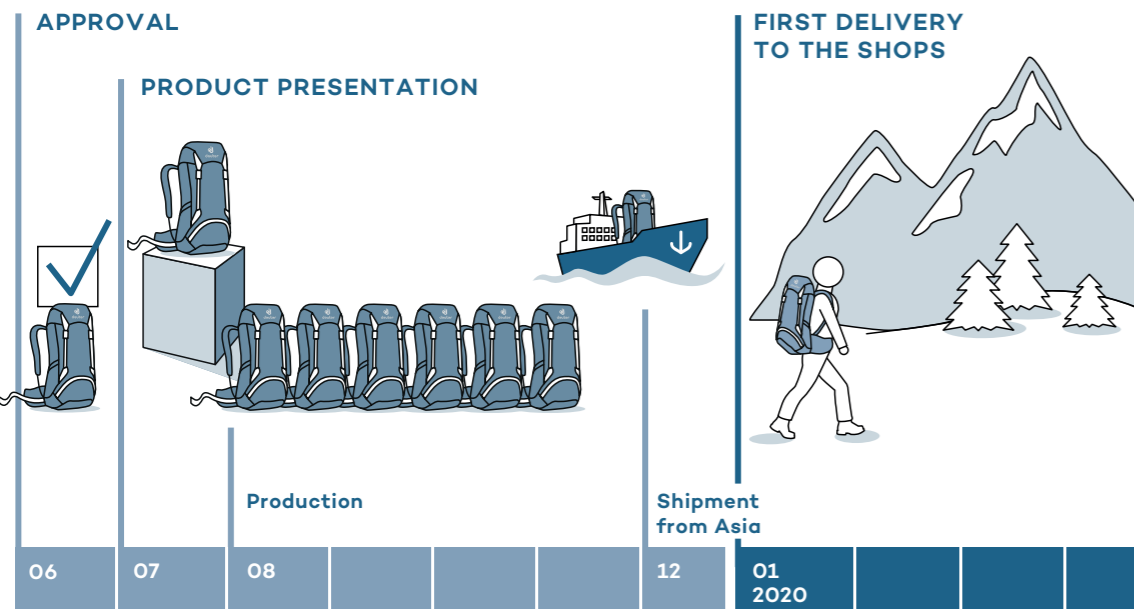 APPROVAL
PRODUCT PRESENTATION
FIRST DELIVERY
TO THE SHOPS
Production
Shipment
from Asia
06
07
08
12
01
2020